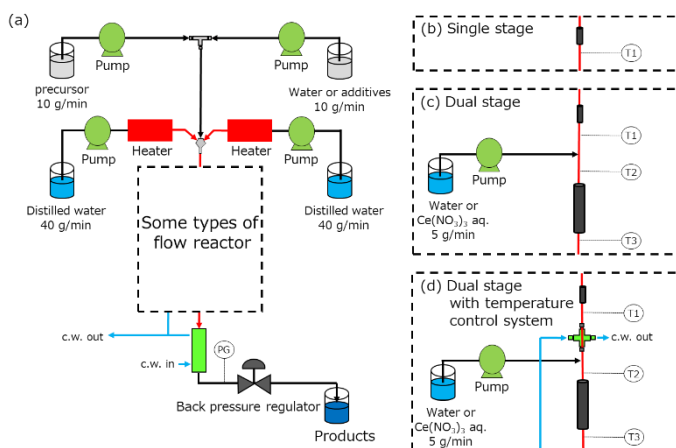 (a)
Pump
Pump
precursor
10 g/min
Water or additives
10 g/min
Pump
Heater
Heater
Pump
Distilled water
40 g/min
Distilled water
40 g/min
Some types of
flow reactor
c.w. out
c.w. in
PG
Back pressure regulator
Products
(b) Single stage
T1
(c) Dual stage
T1
Pump
T2
Water or
Ce(NO₃)₃ aq.
5 g/min
T3
(d) Dual stage
with temperature
control system
T1
c.w. out
Pump
T2
Water or
Ce(NO₃)₃ aq.
5 g/min
T3